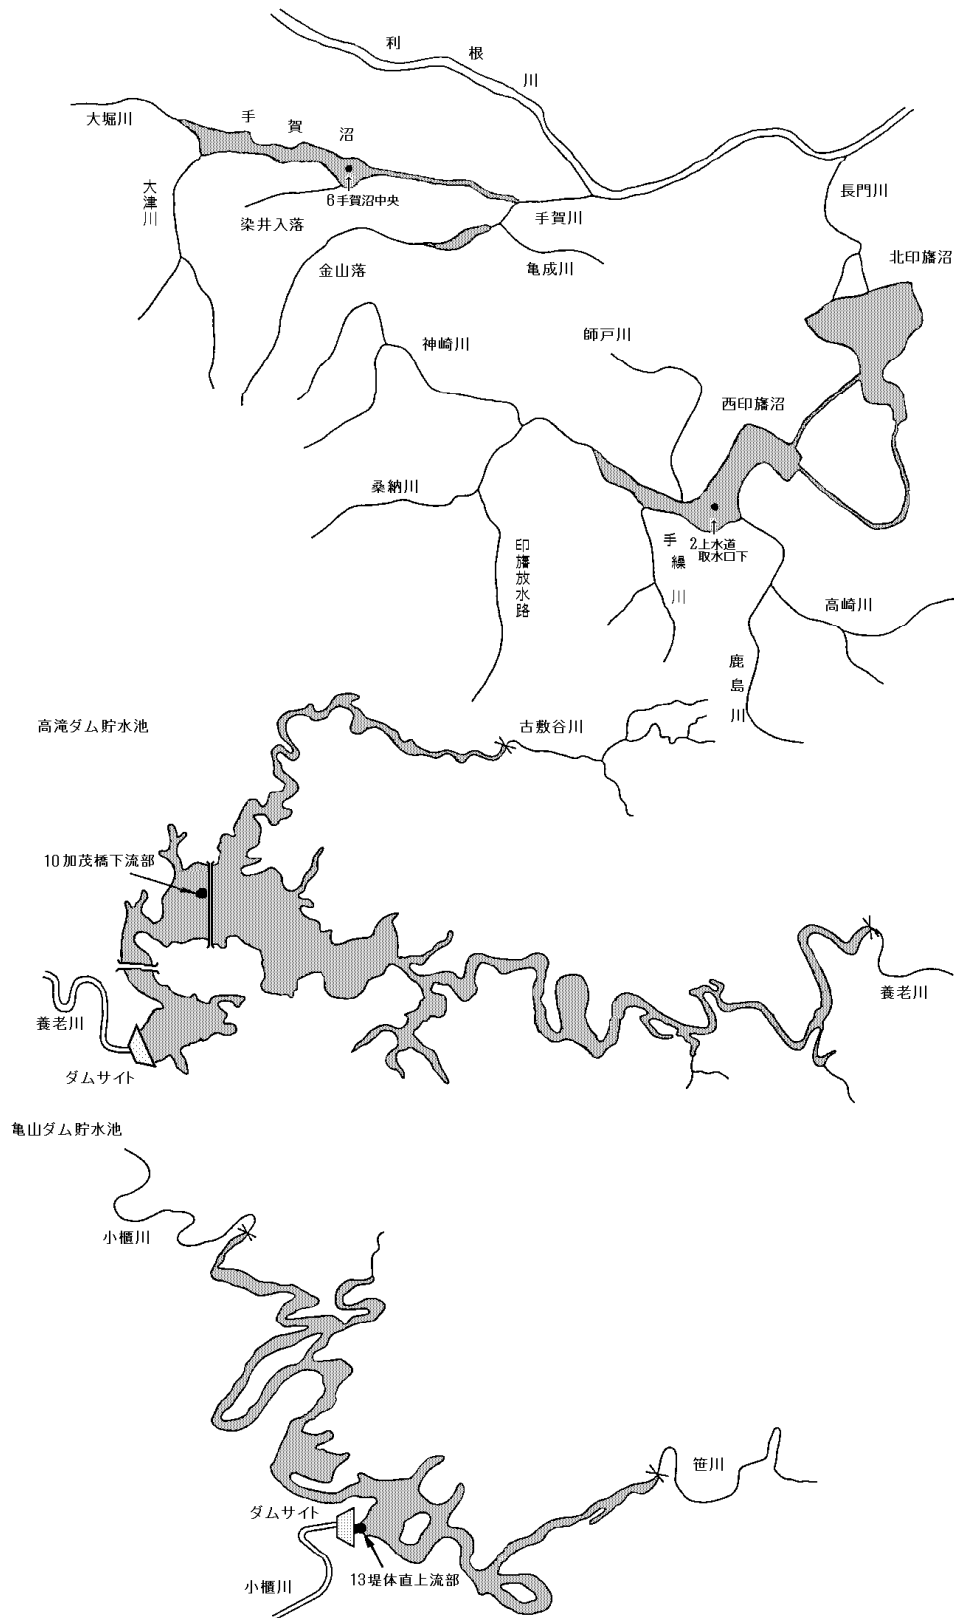 利根川
大堀川
手賀沼
大津川
6手賀沼中央
染井入落
手賀川
長門川
金山落
亀成川
北印旛沼
神崎川
師戸川
西印旛沼
桑納川
印旛放水路
2上水道
取水口下
手繰川
高崎川
鹿島川
高滝ダム貯水池
古敷谷川
10加茂橋下流部
養老川
養老川
ダムサイト
亀山ダム貯水池
小櫃川
笹川
ダムサイト
13堤体直上流部
小櫃川